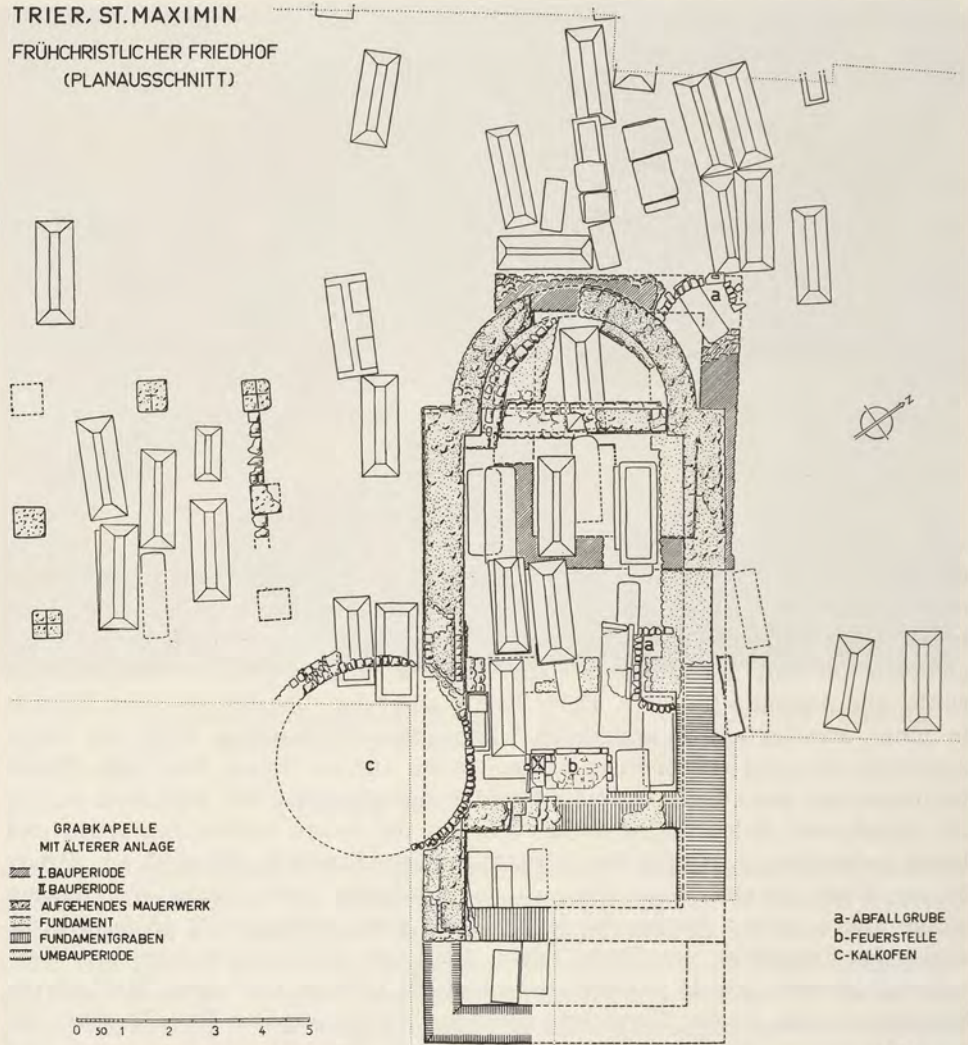 TRIER, ST. MAXIMIN
FRÜHCHRISTLICHER FRIEDHOF
(PLANAUSSCHNITT)
a
N
a
b
c
GRABKAPELLE
MIT ÄLTERER ANLAGE
I. BAUPERIODE
II BAUPERIODE
AUFGEHENDES MAUERWERK
FUNDAMENT
FUNDAMENTGRABEN
UMBAUPERIODE
a-ABFALLGRUBE
b-FEUERSTELLE
C-KALKOFEN
0 50 1 2 3 4 5